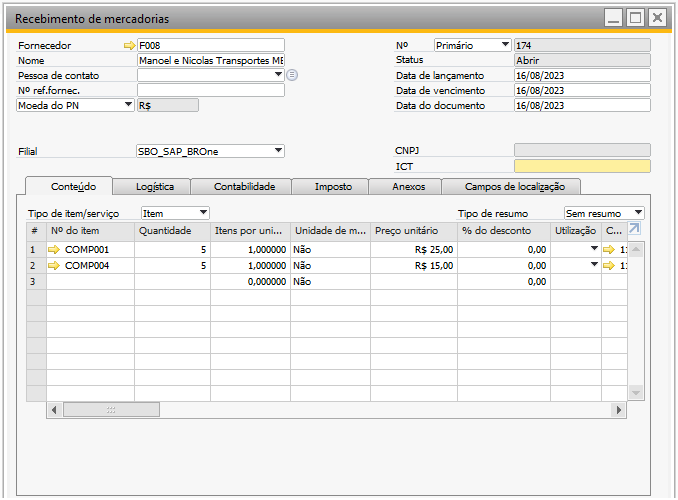 Recebimento de mercadorias
Fornecedor F008 Nº Primário 174
Nome Manoel e Nicolas Transportes ME Status Abrir
Pessoa de contato Data de lançamento 16/08/2023
Nº ref.fornec. Data de vencimento 16/08/2023
Moeda do PN R$ Data do documento 16/08/2023
Filial SBO_SAP_BROne CNPJ
ICT
Conteúdo Logística Contabilidade Imposto Anexos Campos de localização
Tipo de item/serviço Item Tipo de resumo Sem resumo
# Nº do item Quantidade Itens por uni... Unidade de m... Preço unitário % do desconto Utilização C...
1 COMP001 5 1,000000 Não R$ 25,00 0,00 11
2 COMP004 5 1,000000 Não R$ 15,00 0,00 11
3 0,000000 Não 0,00